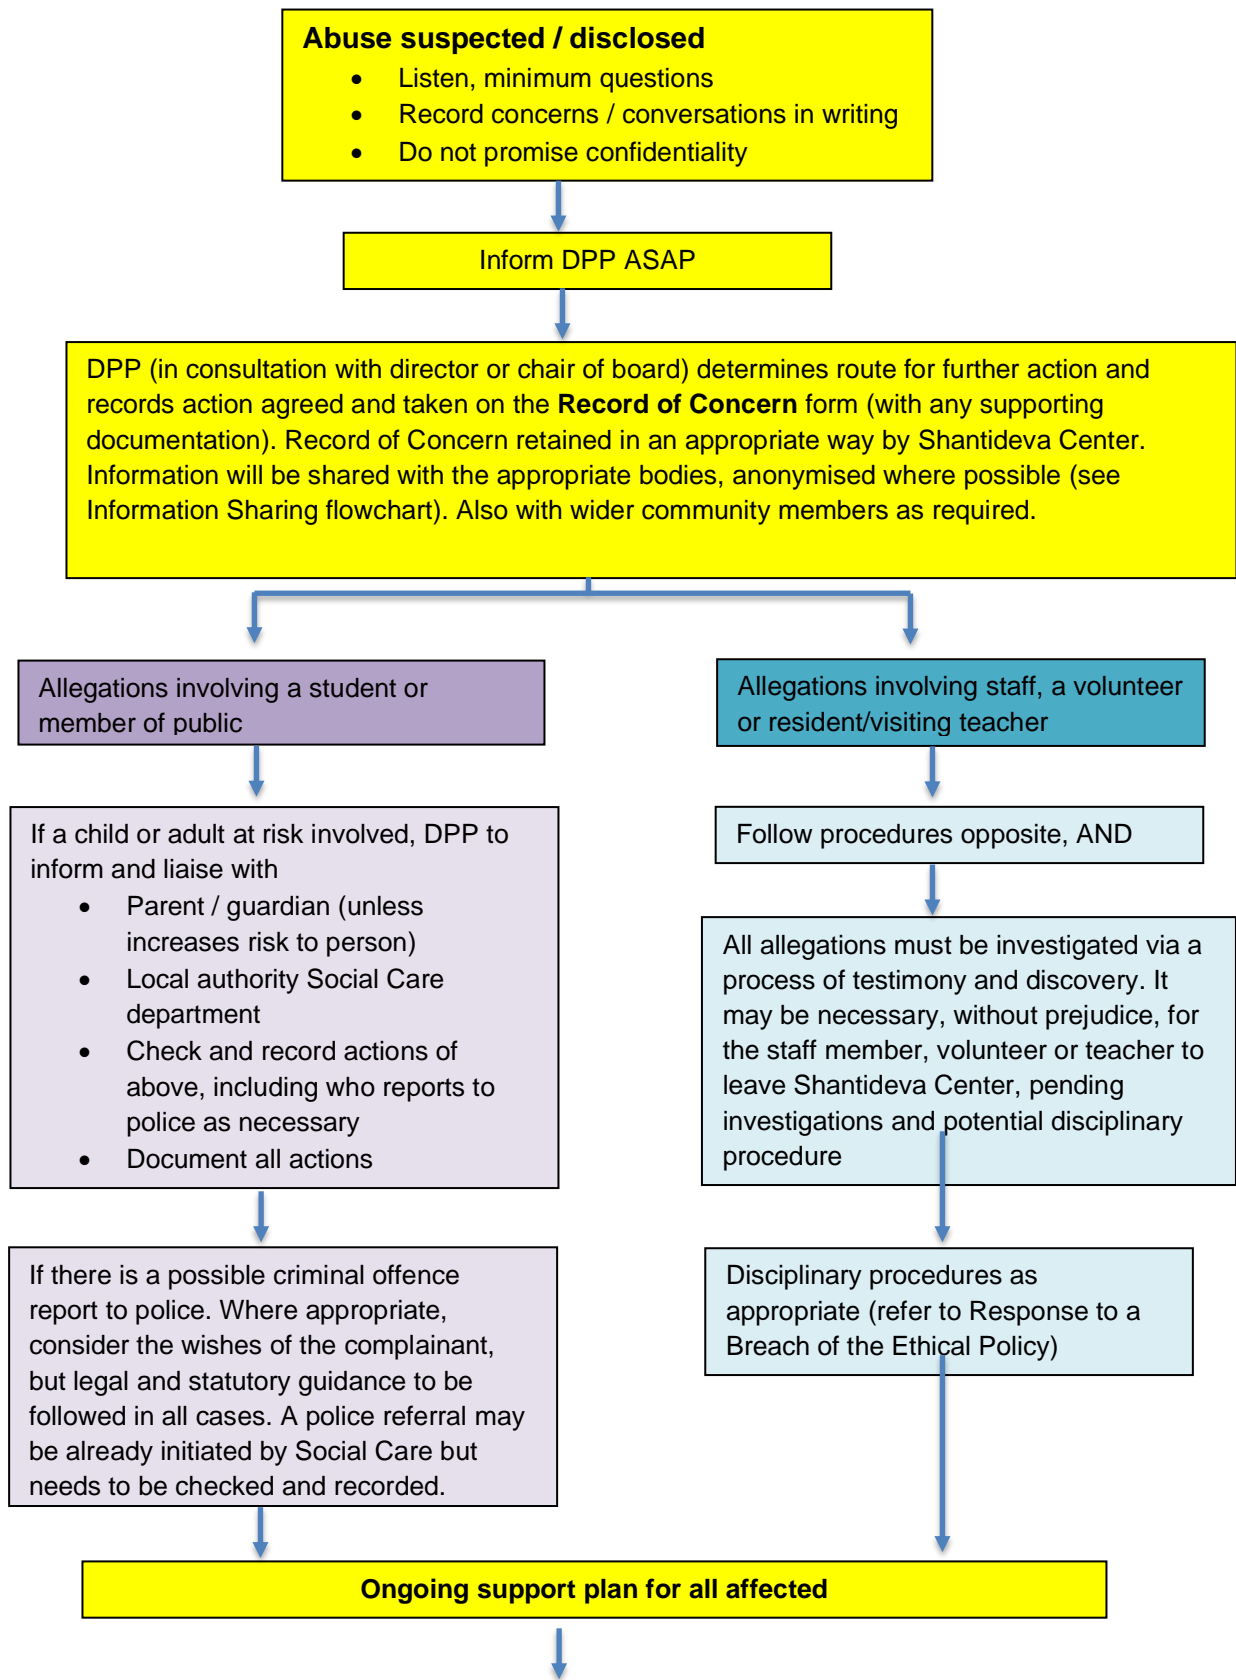 Abuse suspected / disclosed
• Listen, minimum questions
• Record concerns / conversations in writing
• Do not promise confidentiality
Inform DPP ASAP
DPP (in consultation with director or chair of board) determines route for further action and
records action agreed and taken on the Record of Concern form (with any supporting
documentation). Record of Concern retained in an appropriate way by Shantideva Center.
Information will be shared with the appropriate bodies, anonymised where possible (see
Information Sharing flowchart). Also with wider community members as required.
Allegations involving a student or
member of public
If a child or adult at risk involved, DPP to
inform and liaise with
• Parent / guardian (unless
increases risk to person)
• Local authority Social Care
department
• Check and record actions of
above, including who reports to
police as necessary
• Document all actions
If there is a possible criminal offence
report to police. Where appropriate,
consider the wishes of the complainant,
but legal and statutory guidance to be
followed in all cases. A police referral may
be already initiated by Social Care but
needs to be checked and recorded.
Allegations involving staff, a volunteer
or resident/visiting teacher
Follow procedures opposite, AND
All allegations must be investigated via a
process of testimony and discovery. It
may be necessary, without prejudice, for
the staff member, volunteer or teacher to
leave Shantideva Center, pending
investigations and potential disciplinary
procedure
Disciplinary procedures as
appropriate (refer to Response to a
Breach of the Ethical Policy)
Ongoing support plan for all affected